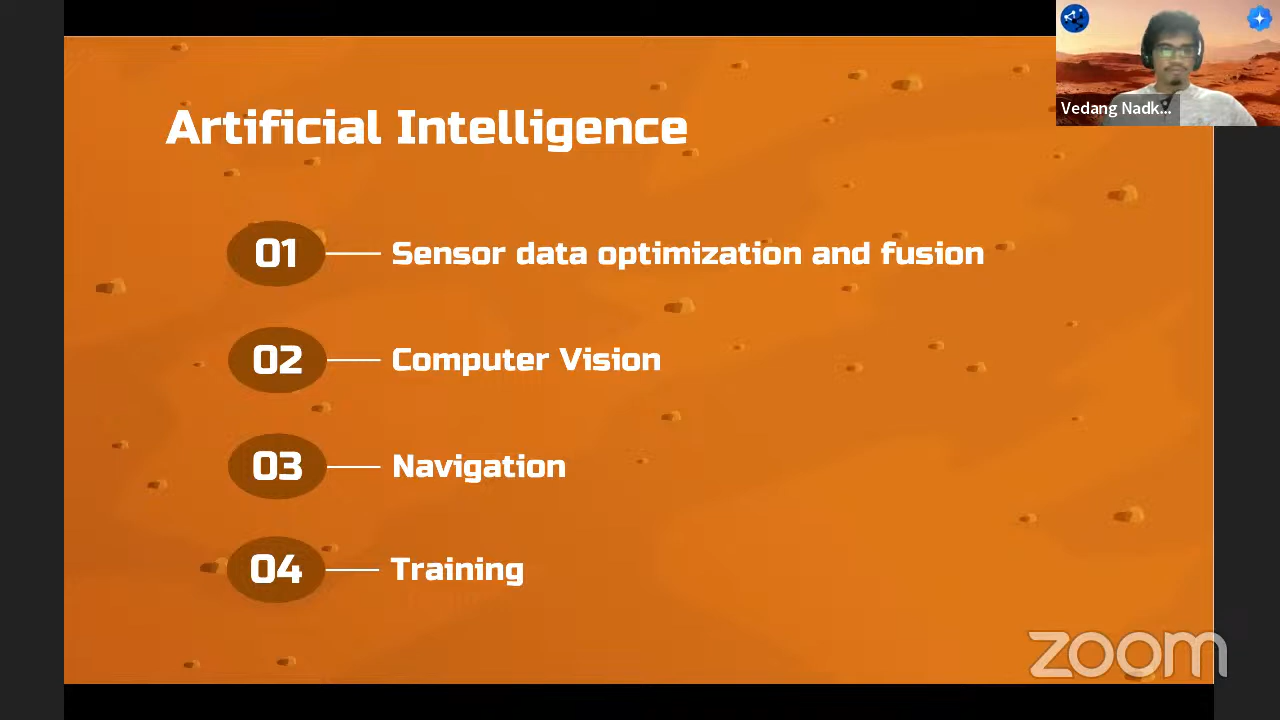 Vedang Nadk...
Artificial Intelligence
01 Sensor data optimization and fusion
02 Computer Vision
03 Navigation
04 Training
zoom